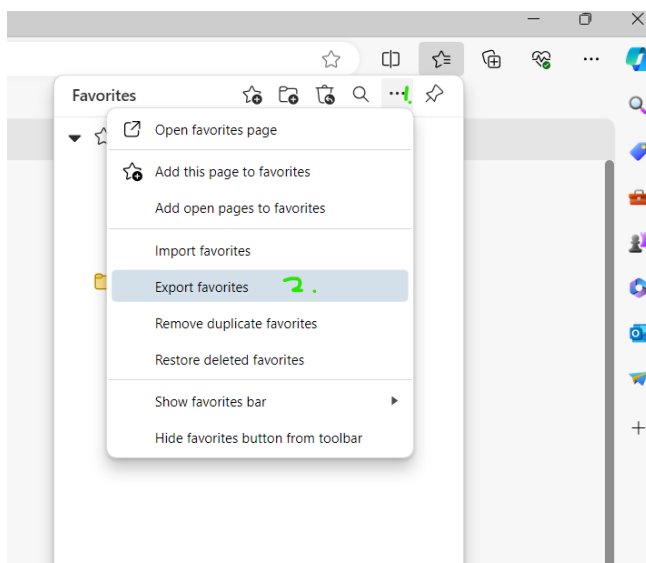 Favorites 1.
Open favorites page
Add this page to favorites
Add open pages to favorites
Import favorites
Export favorites 2.
Remove duplicate favorites
Restore deleted favorites
Show favorites bar
Hide favorites button from toolbar